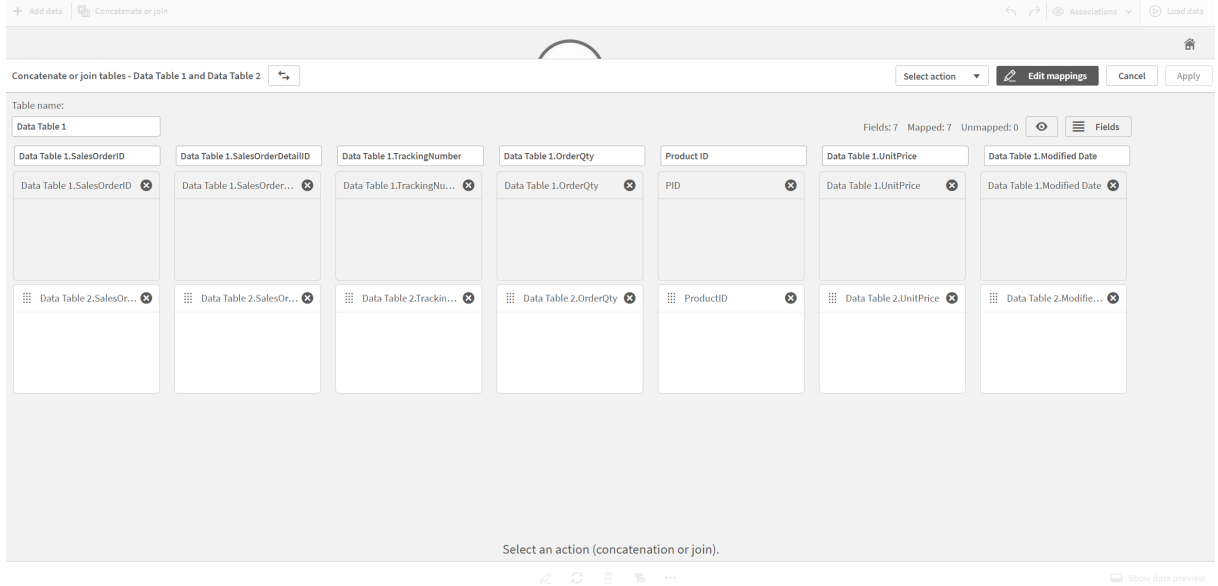 Add data Concatenate or join Associations Load data
Concatenate or join tables - Data Table 1 and Data Table 2 Select action Edit mappings Cancel Apply
Table name:
Data Table 1 Fields: 7 Mapped: 7 Unmapped: 0 Fields
Data Table 1.SalesOrderID Data Table 1.SalesOrderDetailID Data Table 1.TrackingNumber Data Table 1.OrderQty Product ID Data Table 1.UnitPrice Data Table 1.Modified Date
Data Table 1.SalesOrderID Data Table 1.SalesOrder... Data Table 1.TrackingNu... Data Table 1.OrderQty PID Data Table 1.UnitPrice Data Table 1.Modified Date
Data Table 2.SalesOr... Data Table 2.SalesOr... Data Table 2.Trackin... Data Table 2.OrderQty ProductID Data Table 2.UnitPrice Data Table 2.Modifie...
Select an action (concatenation or join).
Show data preview